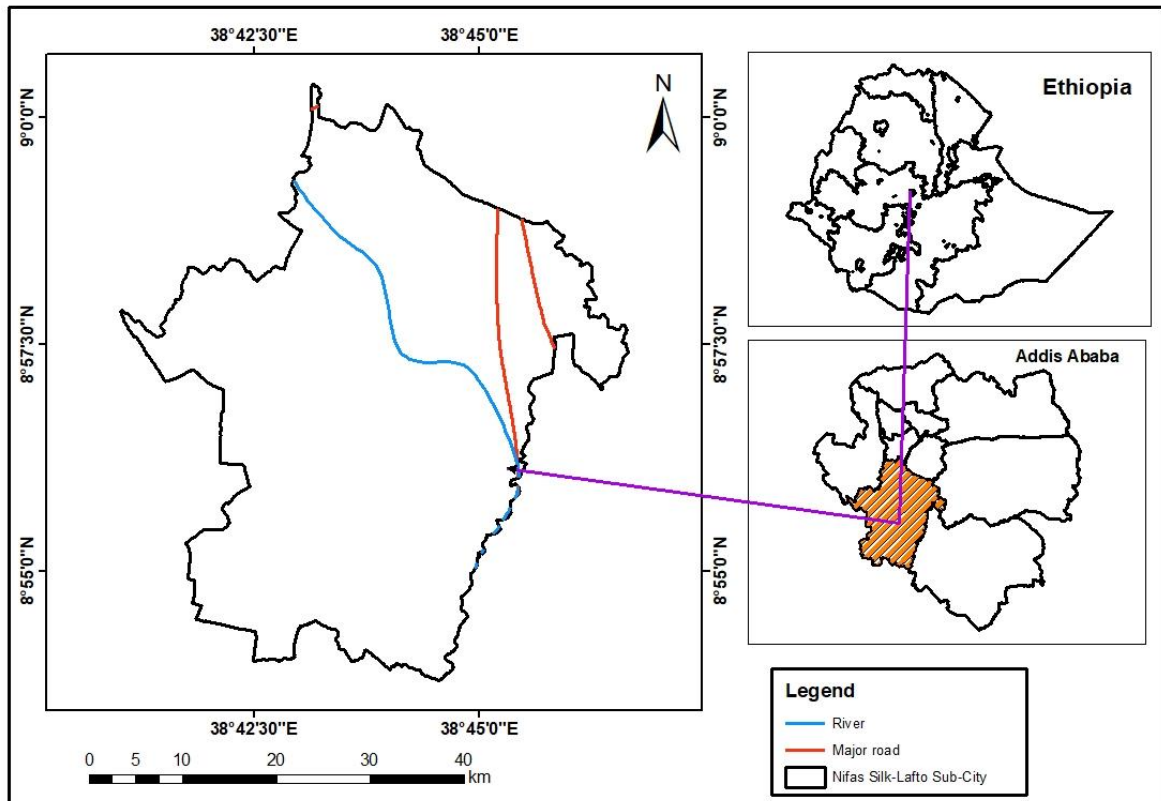 38°42'30"E
38°45'0"E
N
9°0'0"N
9°0'0"N
8°57'30"N
8°57'30"N
8°55'0"N
8°55'0"N
38°42'30"E
38°45'0"E
0 5 10 20 30 40
km
Ethiopia
Addis Ababa
Legend
River
Major road
Nifas Silk-Lafto Sub-City